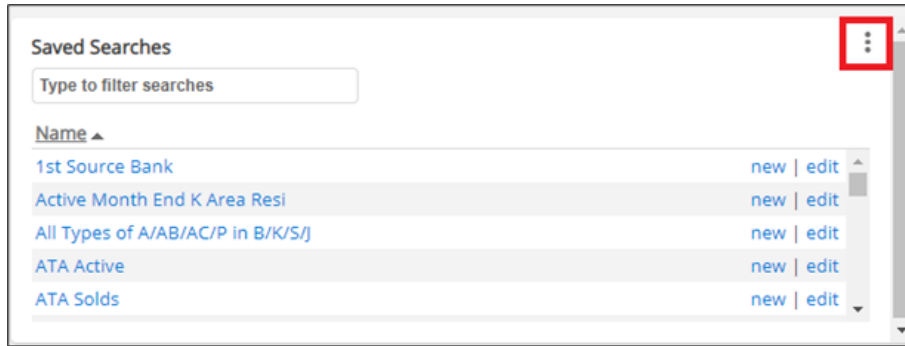 Saved Searches
Type to filter searches
Name
1st Source Bank new | edit
Active Month End K Area Resi new | edit
All Types of A/AB/AC/P in B/K/S/J new | edit
ATA Active new | edit
ATA Solds new | edit